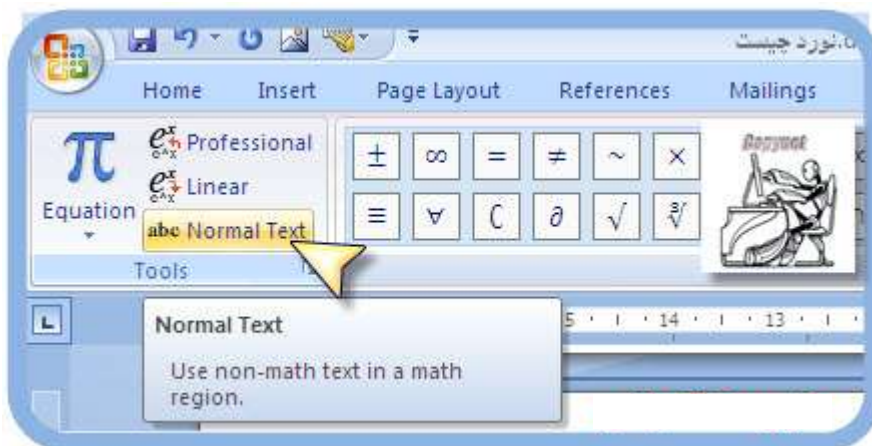 نورد چیست.d
Home Insert Page Layout References Mailings
Professional
Linear
Equation
abc Normal Text
± ∞ = ≠ ~ ×
≡ ∀ ∁ ∂ √ ∛
Tools
Normal Text
Use non-math text in a math
region.
14 13